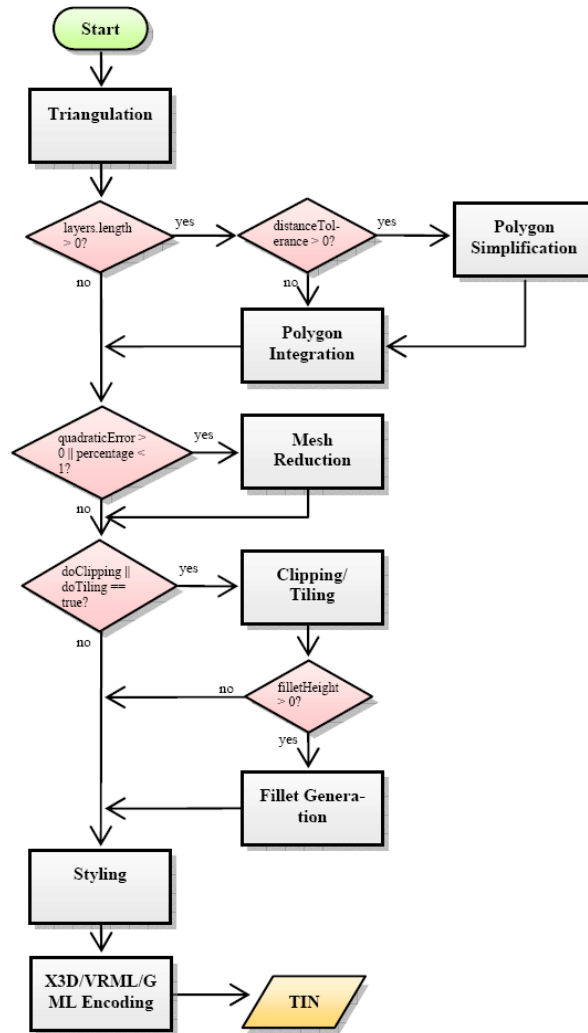 Start
Triangulation
layers.length
> 0?
yes
distanceTol-
erance > 0?
yes
Polygon
Simplification
no
no
Polygon
Integration
quadraticError >
0 || percentage <
1?
yes
Mesh
Reduction
no
doClipping ||
doTiling ==
true?
yes
Clipping/
Tiling
no
no
filletHeight
> 0?
yes
Fillet Genera-
tion
Styling
X3D/VRML/G
ML Encoding
TIN